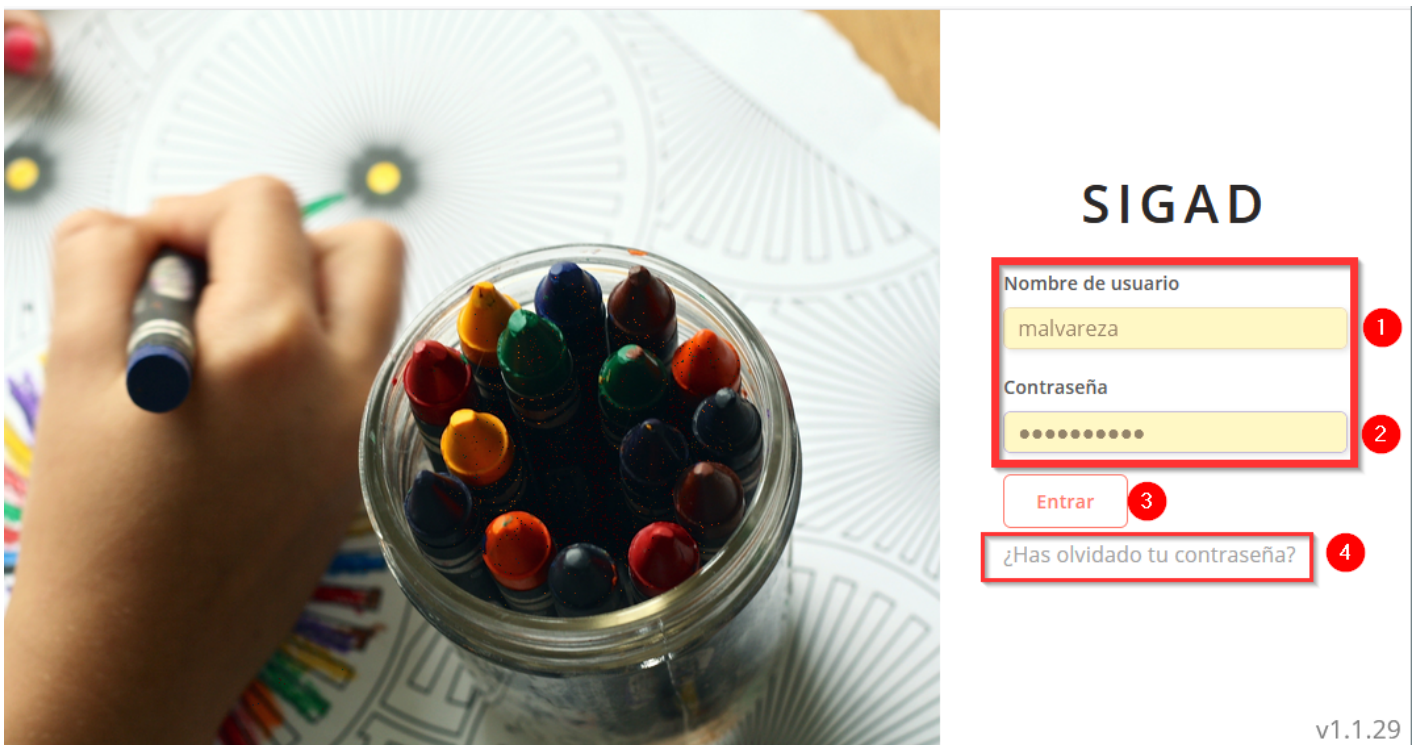 SIGAD
Nombre de usuario
malvareza
1
Contraseña
••••••••••
2
Entrar
3
¿Has olvidado tu contraseña?
4
v1.1.29